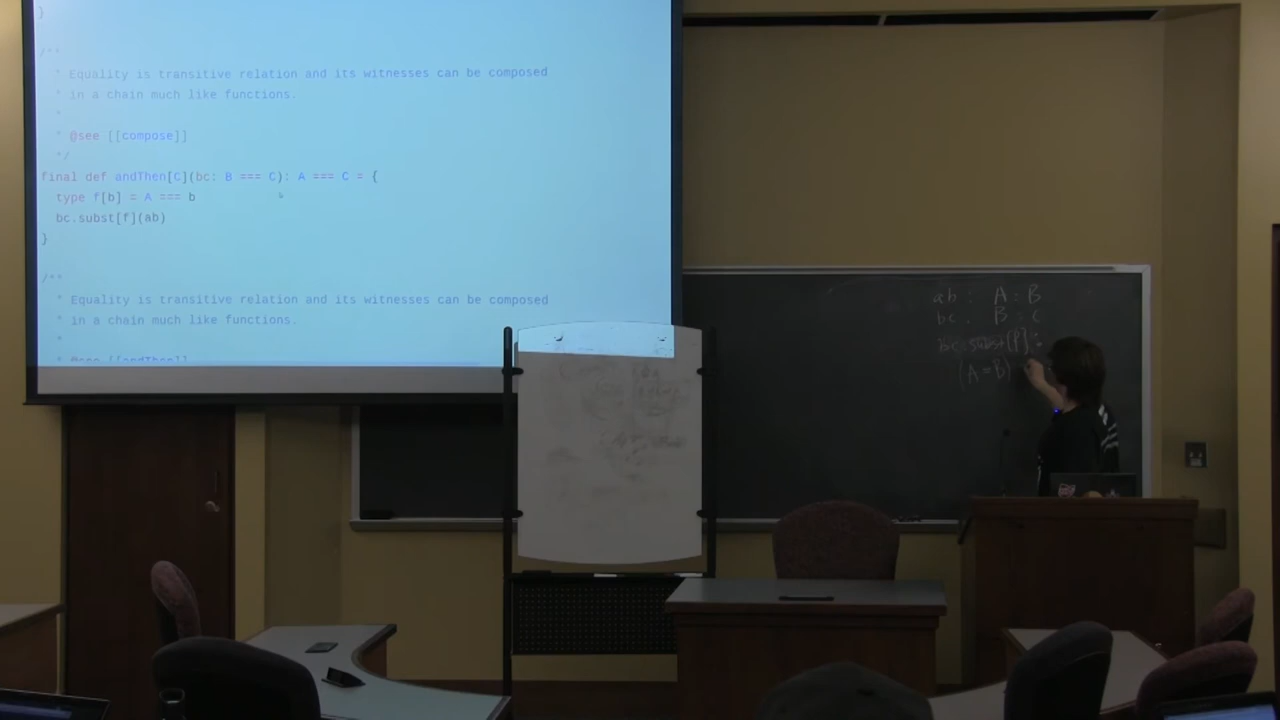 }
/**
* Equality is transitive relation and its witnesses can be composed
* in a chain much like functions.
*
* @see [[compose]]
*/
final def andThen[C](bc: B === C): A === C = {
type f[b] = A === b
bc.subst[f](ab)
}
/**
* Equality is transitive relation and its witnesses can be composed
* in a chain much like functions.
*
* @see [[andThen]]
ab : A = B
bc : B = C
bc.subst[f] :
(A = B)